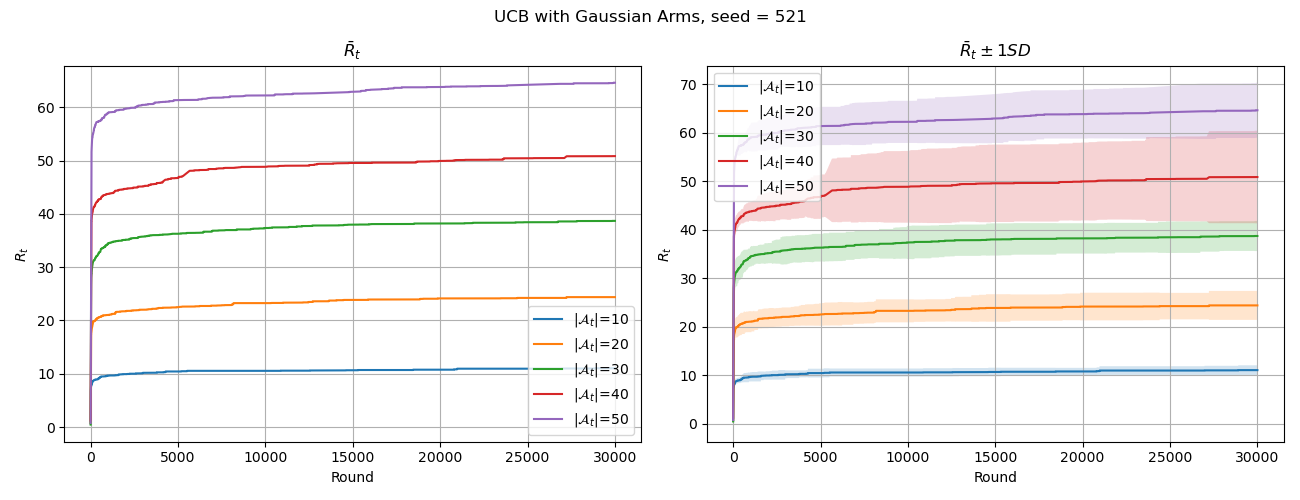 UCB with Gaussian Arms, seed = 521
R̄ₜ
Rₜ
60
50
40
30
20
10
0
|𝒜ₜ|=10
|𝒜ₜ|=20
|𝒜ₜ|=30
|𝒜ₜ|=40
|𝒜ₜ|=50
0 5000 10000 15000 20000 25000 30000
Round
R̄ₜ ± 1SD
Rₜ
70
60
50
40
30
20
10
0
|𝒜ₜ|=10
|𝒜ₜ|=20
|𝒜ₜ|=30
|𝒜ₜ|=40
|𝒜ₜ|=50
0 5000 10000 15000 20000 25000 30000
Round